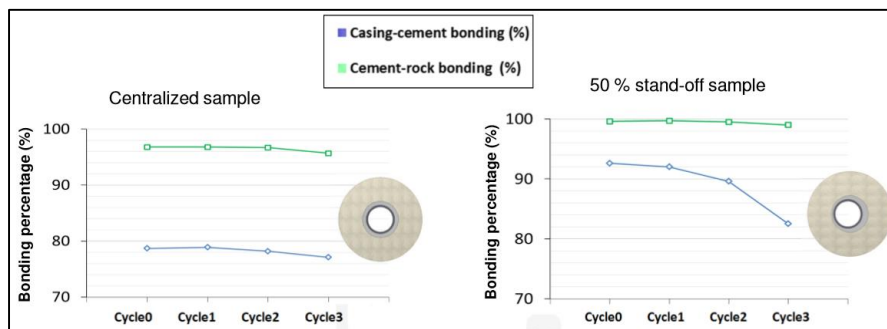 Casing-cement bonding (%)
Cement-rock bonding (%)
Centralized sample
Bonding percentage (%)
100
90
80
70
Cycle0 Cycle1 Cycle2 Cycle3
50 % stand-off sample
Bonding percentage (%)
100
90
80
70
Cycle0 Cycle1 Cycle2 Cycle3